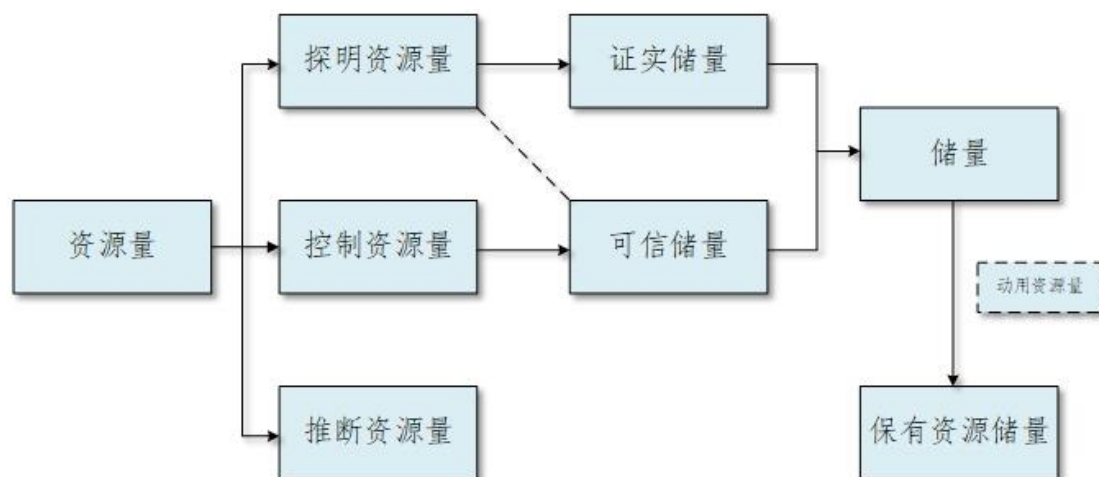 探明资源量
证实储量
储量
资源量
控制资源量
可信储量
动用资源量
推断资源量
保有资源储量